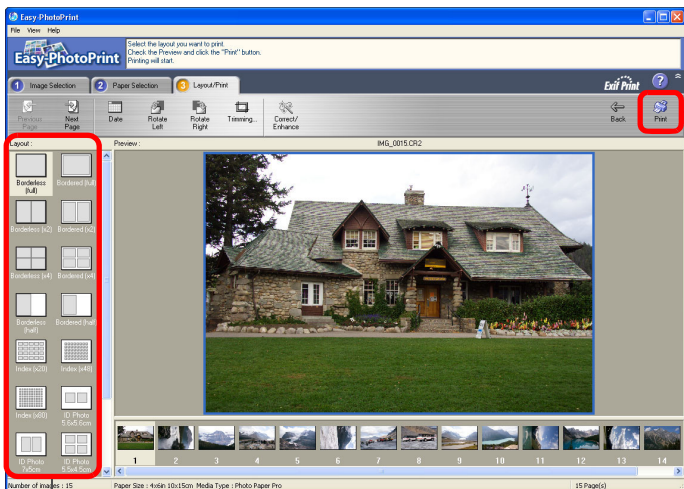 Easy-PhotoPrint
File View Help
Easy-PhotoPrint
Select the layout you want to print.
Check the Preview and click the "Print" button.
Printing will start.
1 Image Selection
2 Paper Selection
3 Layout/Print
Exif Print
?
Previous Page
Next Page
Date
Rotate Left
Rotate Right
Trimming...
Correct/ Enhance
Back
Print
Layout :
Preview :
IMG_0015.CR2
Borderless (full)
Bordered (full)
Borderless (x2)
Bordered (x2)
Borderless (x4)
Bordered (x4)
Borderless (half)
Bordered (half)
Index (x20)
Index (x48)
Index (x80)
ID Photo 5.6x5.6cm
ID Photo 7x5cm
ID Photo 5.5x4.5cm
1 2 3 4 5 6 7 8 9 10 11 12 13 14
Number of images : 15
Paper Size : 4x6in 10x15cm Media Type : Photo Paper Pro
15 Page(s)